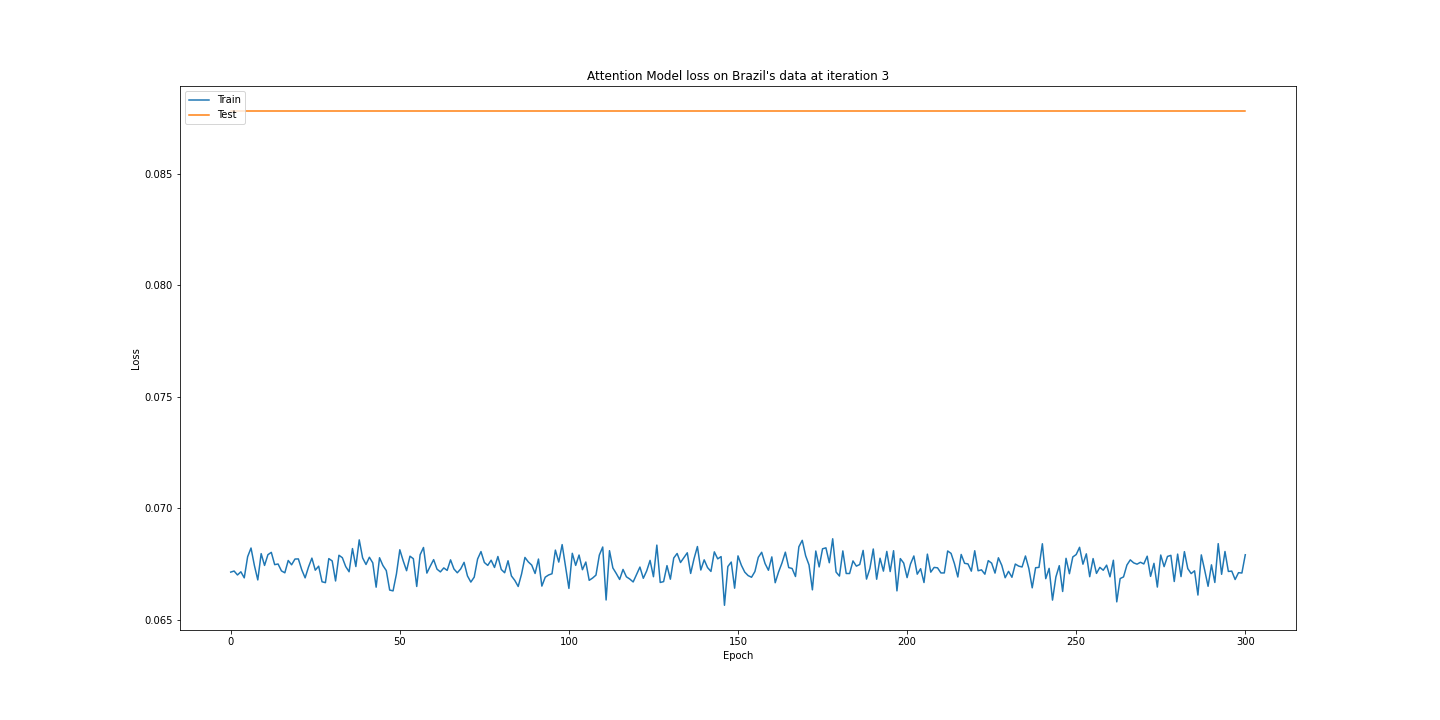 Attention Model loss on Brazil's data at iteration 3
Train
Test
0.085
0.080
0.075
0.070
0.065
Loss
0 50 100 150 200 250 300
Epoch